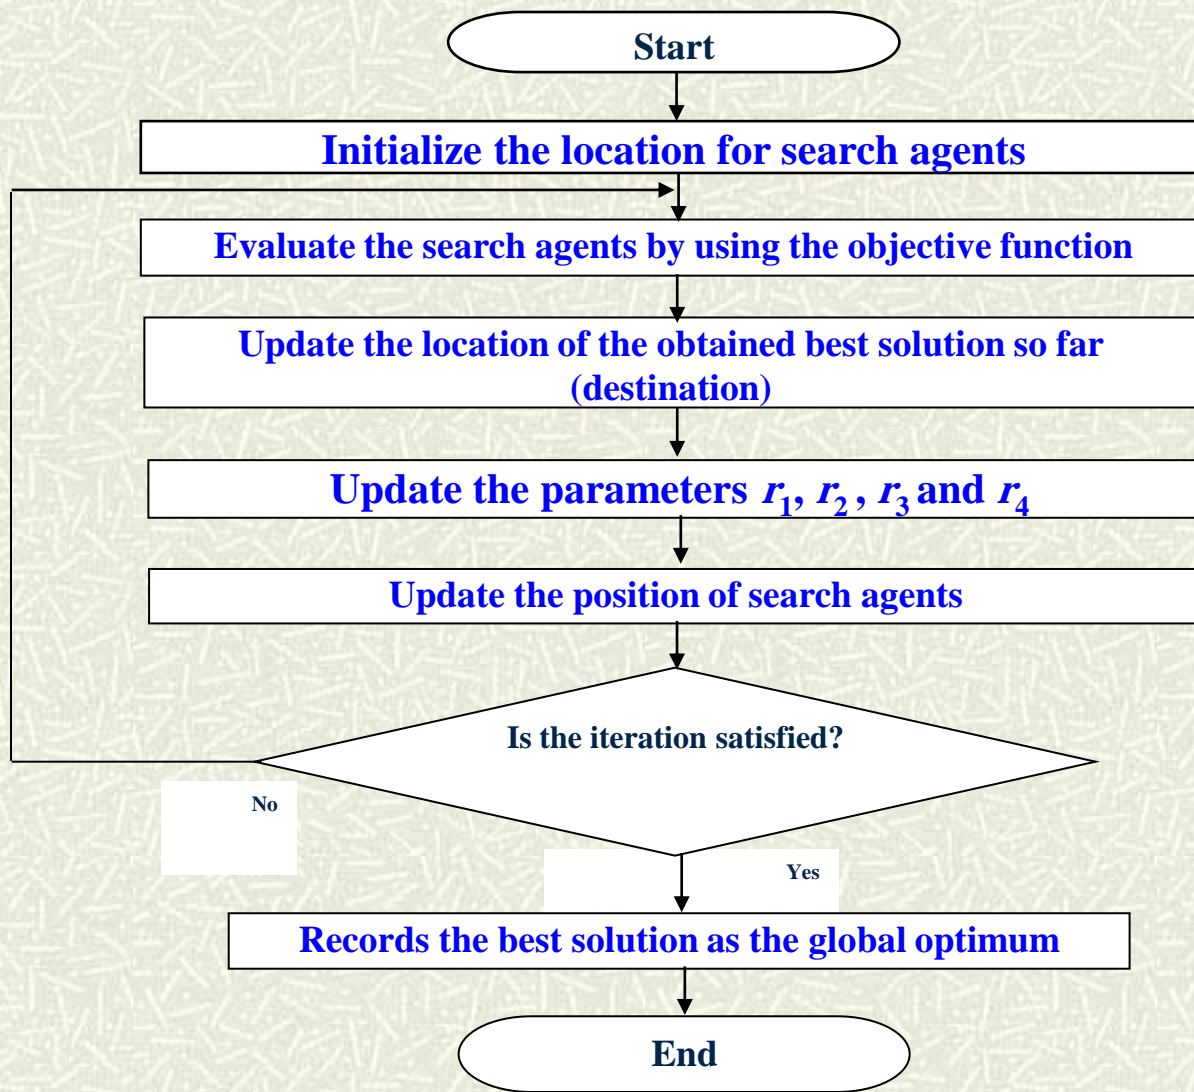 Start
Initialize the location for search agents
Evaluate the search agents by using the objective function
Update the location of the obtained best solution so far
(destination)
Update the parameters r₁, r₂, r₃ and r₄
Update the position of search agents
Is the iteration satisfied?
No
Yes
Records the best solution as the global optimum
End